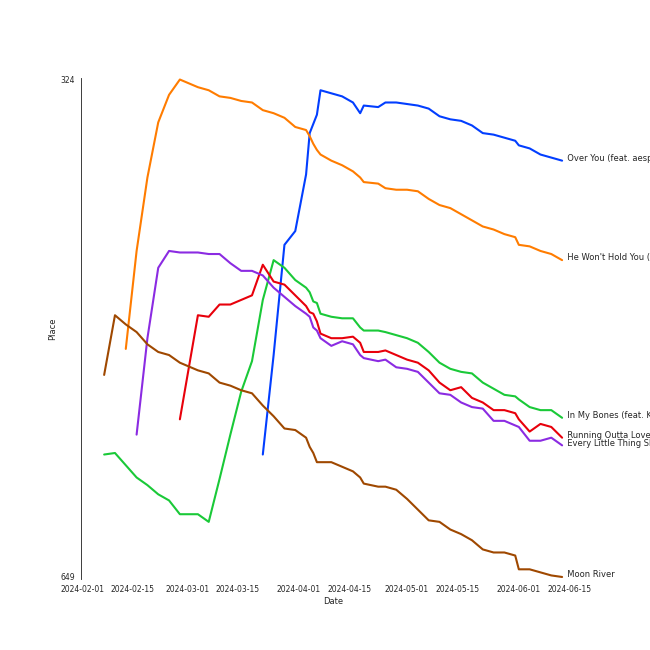 324
Over You (feat. aesp
He Won't Hold You (
Place
In My Bones (feat. K
Running Outta Love
Every Little Thing S
Moon River
649
2024-02-01 2024-02-15 2024-03-01 2024-03-15 2024-04-01 2024-04-15 2024-05-01 2024-05-15 2024-06-01 2024-06-15
Date